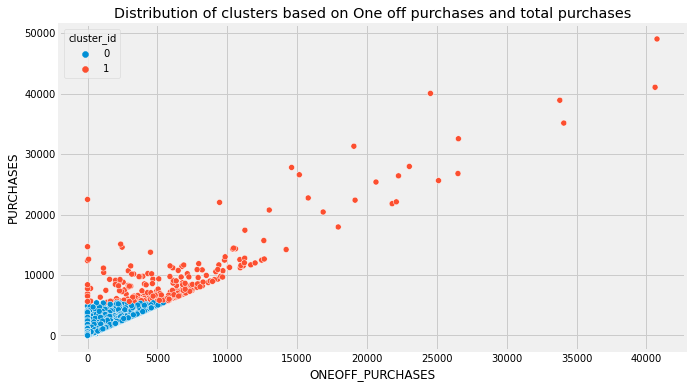 Distribution of clusters based on One off purchases and total purchases
cluster_id
0
1
PURCHASES
50000
40000
30000
20000
10000
0
0 5000 10000 15000 20000 25000 30000 35000 40000
ONEOFF_PURCHASES